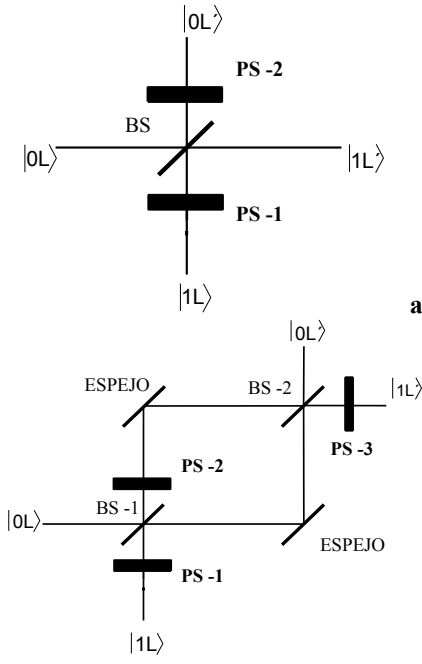 |0L´⟩
PS -2
BS
|0L⟩
|1L´⟩
PS -1
|1L⟩
a
|0L⟩
ESPEJO
BS -2
|1L⟩
PS -3
PS -2
BS -1
|0L⟩
ESPEJO
PS -1
|1L⟩